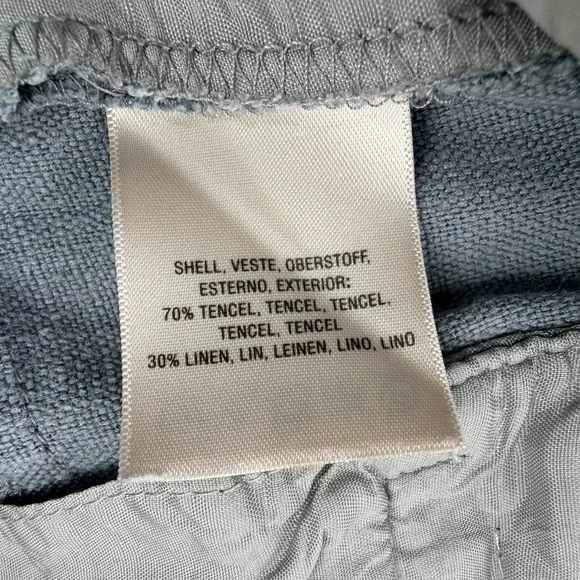 SHELL, VESTE, OBERSTOFF,
ESTERNO, EXTERIOR:
70% TENCEL, TENCEL, TENCEL,
TENCEL, TENCEL
30% LINEN, LIN, LEINEN, LINO, LINO